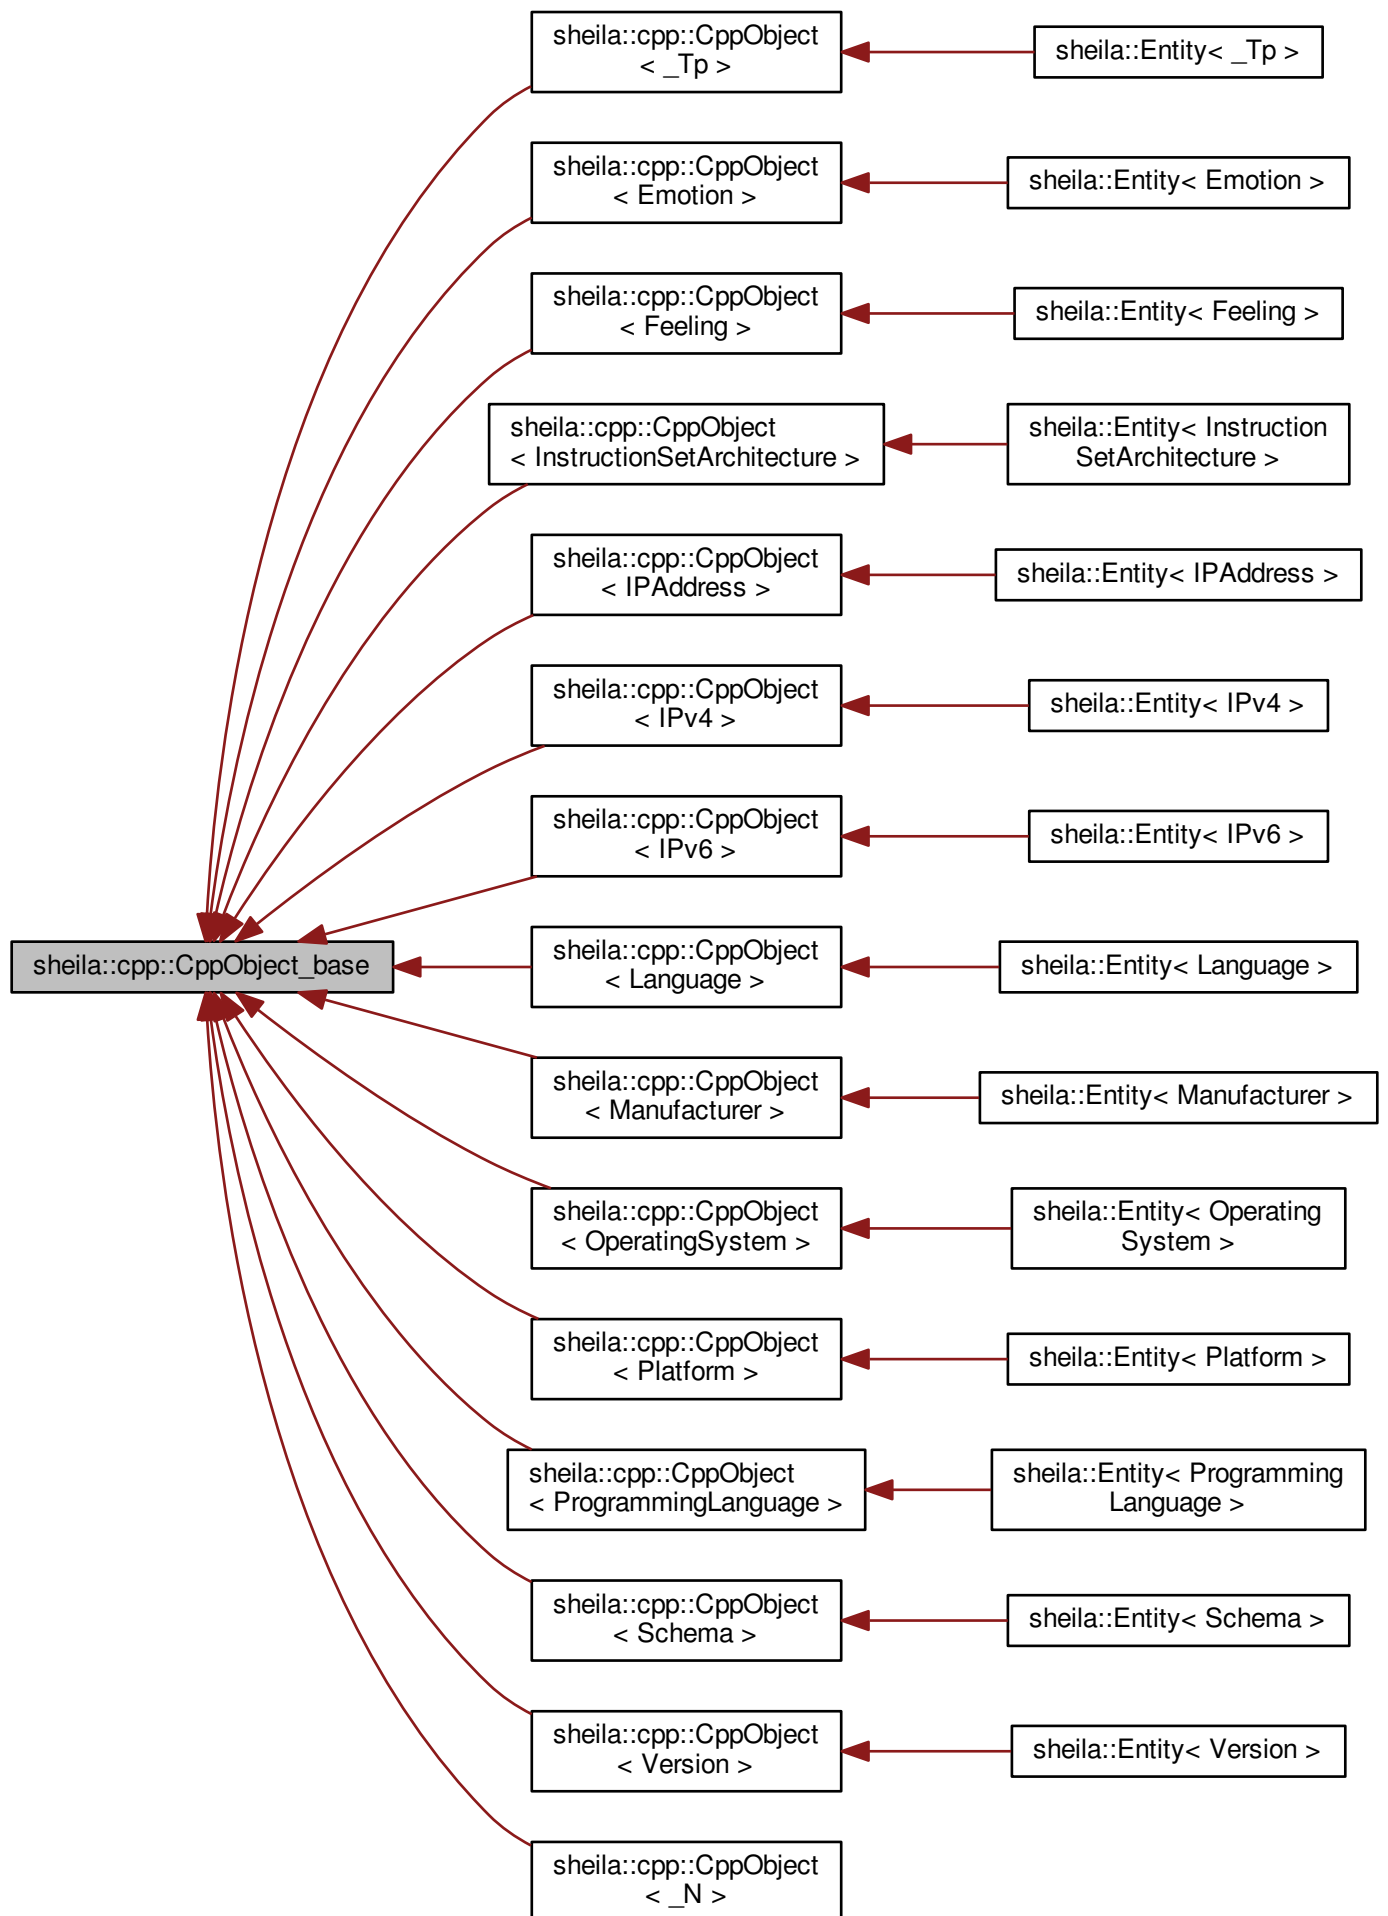 sheila::cpp::CppObject
< _Tp >
sheila::Entity< _Tp >
sheila::cpp::CppObject
< Emotion >
sheila::Entity< Emotion >
sheila::cpp::CppObject
< Feeling >
sheila::Entity< Feeling >
sheila::cpp::CppObject
< InstructionSetArchitecture >
sheila::Entity< Instruction
SetArchitecture >
sheila::cpp::CppObject
< IPAddress >
sheila::Entity< IPAddress >
sheila::cpp::CppObject
< IPv4 >
sheila::Entity< IPv4 >
sheila::cpp::CppObject
< IPv6 >
sheila::Entity< IPv6 >
sheila::cpp::CppObject_base
sheila::cpp::CppObject
< Language >
sheila::Entity< Language >
sheila::cpp::CppObject
< Manufacturer >
sheila::Entity< Manufacturer >
sheila::cpp::CppObject
< OperatingSystem >
sheila::Entity< Operating
System >
sheila::cpp::CppObject
< Platform >
sheila::Entity< Platform >
sheila::cpp::CppObject
< ProgrammingLanguage >
sheila::Entity< Programming
Language >
sheila::cpp::CppObject
< Schema >
sheila::Entity< Schema >
sheila::cpp::CppObject
< Version >
sheila::Entity< Version >
sheila::cpp::CppObject
< _N >